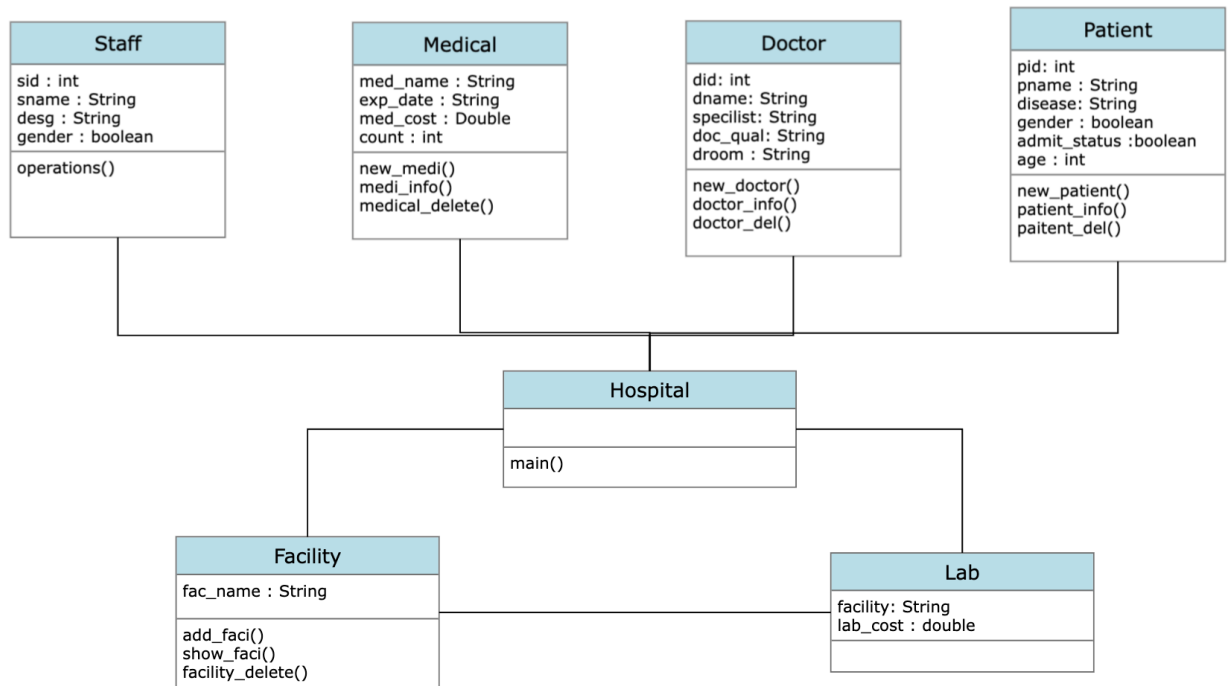 Staff
sid : int
sname : String
desg : String
gender : boolean
operations()
Medical
med_name : String
exp_date : String
med_cost : Double
count : int
new_medi()
medi_info()
medical_delete()
Doctor
did: int
dname: String
specilist: String
doc_qual: String
droom : String
new_doctor()
doctor_info()
doctor_del()
Patient
pid: int
pname : String
disease: String
gender : boolean
admit_status :boolean
age : int
new_patient()
patient_info()
paitent_del()
Hospital
main()
Facility
fac_name : String
add_faci()
show_faci()
facility_delete()
Lab
facility: String
lab_cost : double